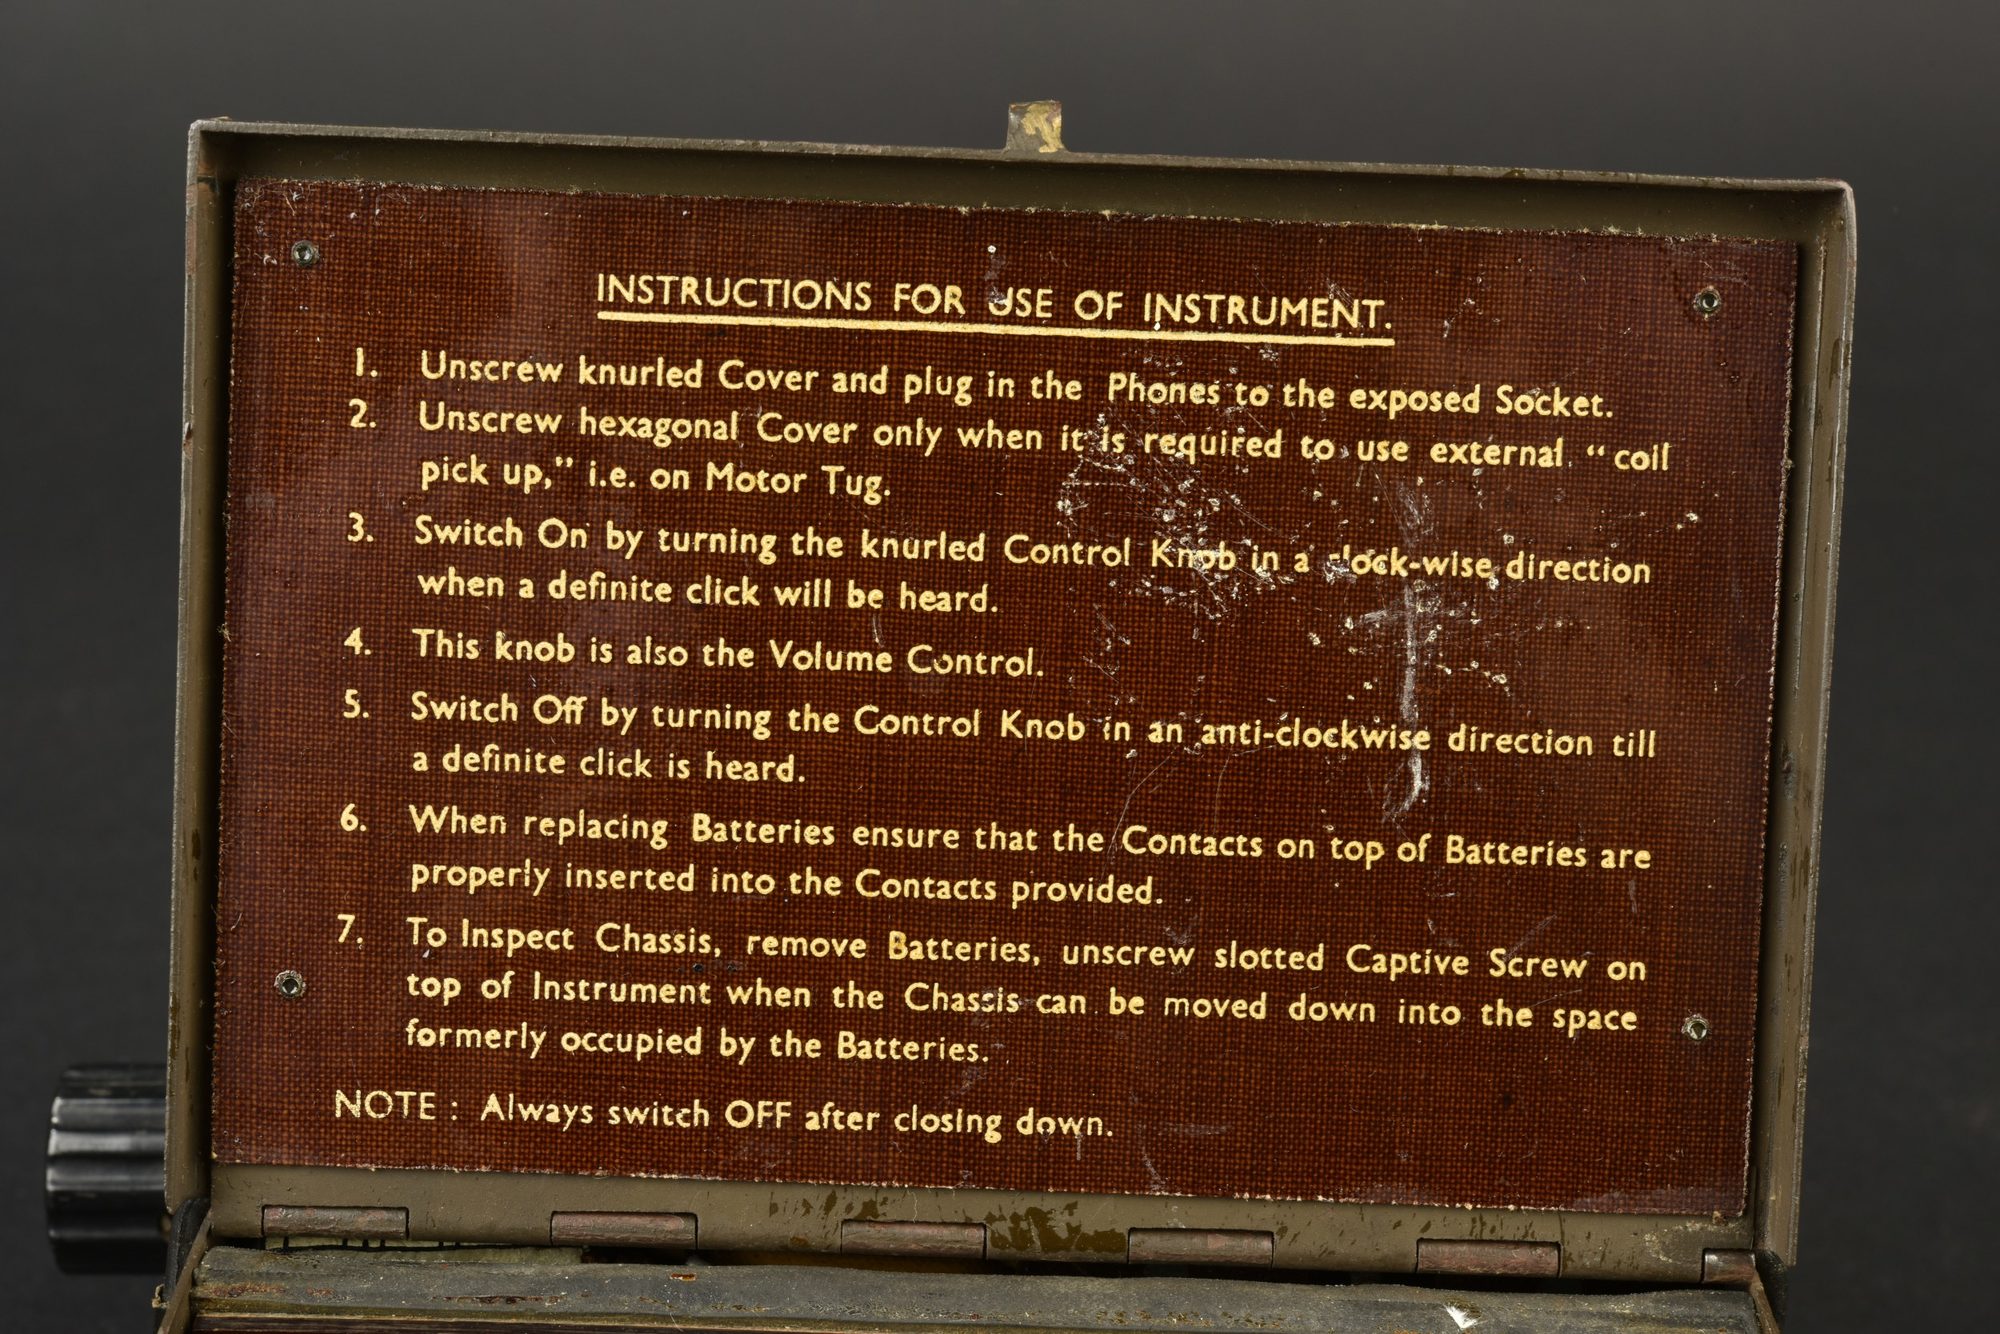 INSTRUCTIONS FOR USE OF INSTRUMENT.
1. Unscrew knurled Cover and plug in the Phones to the exposed Socket.
2. Unscrew hexagonal Cover only when it is required to use external “coil
pick up,” i.e. on Motor Tug.
3. Switch On by turning the knurled Control Knob in a clock-wise direction
when a definite click will be heard.
4. This knob is also the Volume Control.
5. Switch Off by turning the Control Knob in an anti-clockwise direction till
a definite click is heard.
6. When replacing Batteries ensure that the Contacts on top of Batteries are
properly inserted into the Contacts provided.
7. To Inspect Chassis, remove Batteries, unscrew slotted Captive Screw on
top of Instrument when the Chassis can be moved down into the space
formerly occupied by the Batteries.
NOTE : Always switch OFF after closing down.